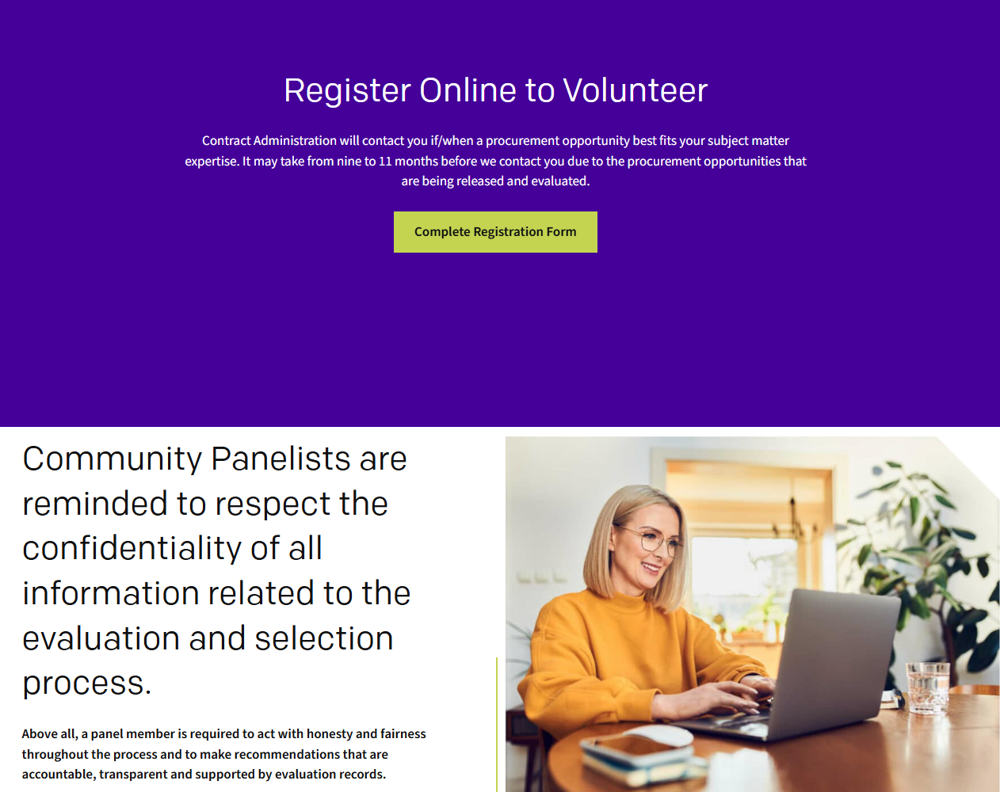 Register Online to Volunteer
Contract Administration will contact you if/when a procurement opportunity best fits your subject matter
expertise. It may take from nine to 11 months before we contact you due to the procurement opportunities that
are being released and evaluated.
Complete Registration Form
Community Panelists are
reminded to respect the
confidentiality of all
information related to the
evaluation and selection
process.
Above all, a panel member is required to act with honesty and fairness
throughout the process and to make recommendations that are
accountable, transparent and supported by evaluation records.